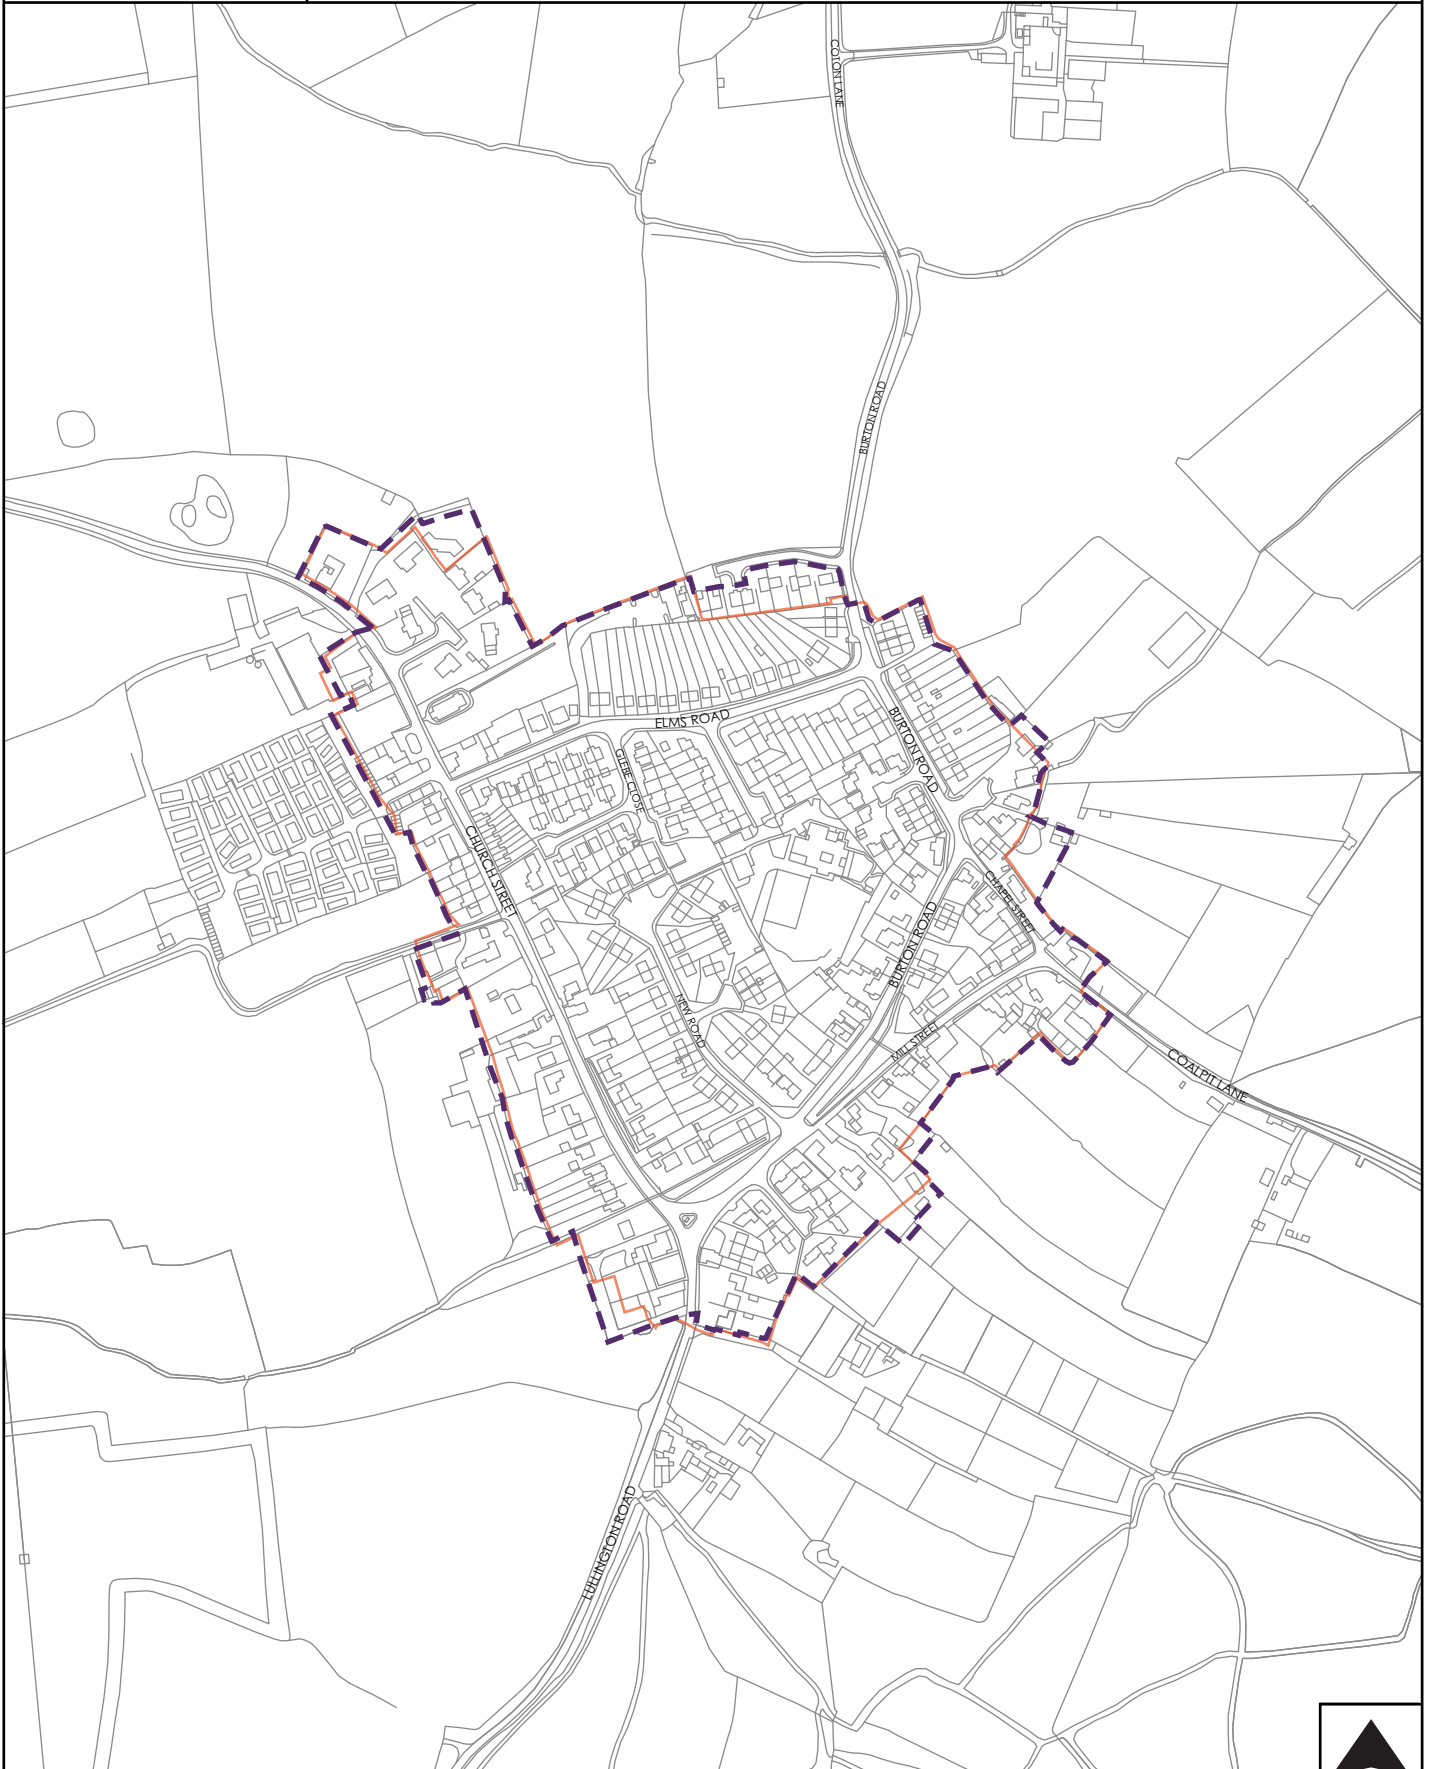 COTON LANE
BURTON ROAD
ELMS ROAD
BURTON ROAD
GLEBE CLOSE
CHURCH STREET
CHAPEL STREET
BURTON ROAD
NEW ROAD
MILL STREET
COALPIT LANE
LULLINGTON ROAD